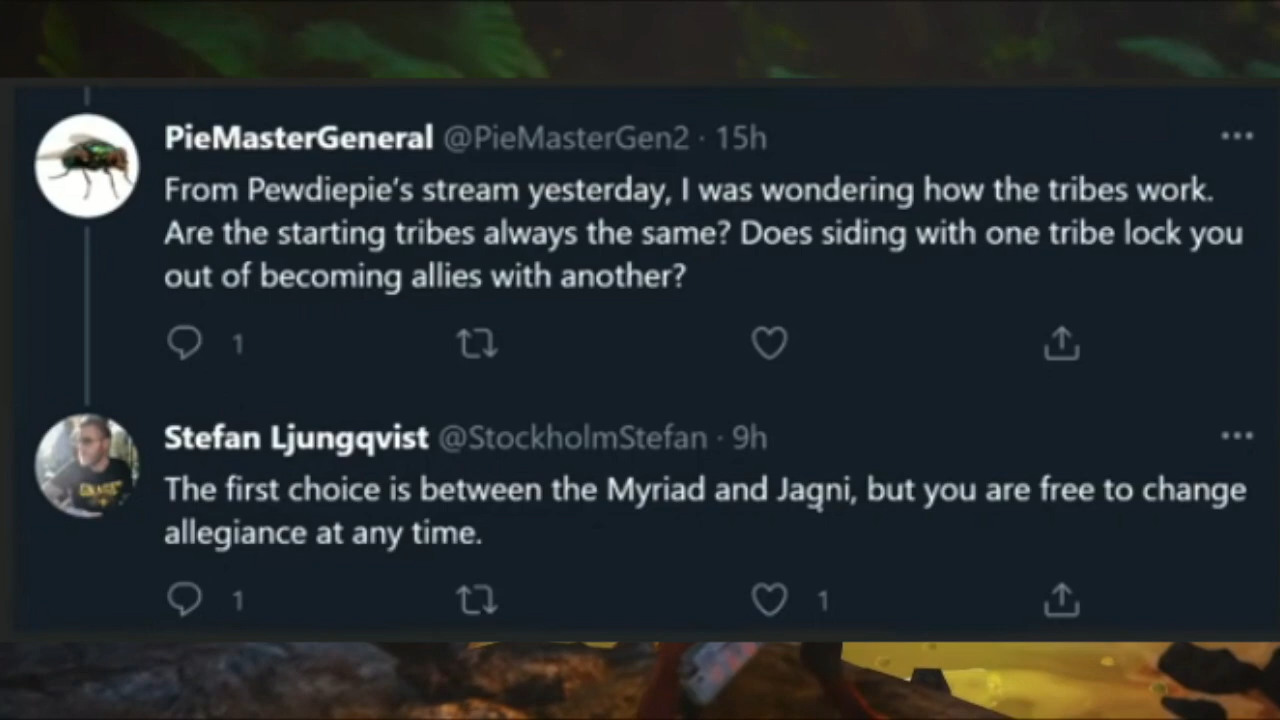 PieMasterGeneral @PieMasterGen2 · 15h
From Pewdiepie's stream yesterday, I was wondering how the tribes work.
Are the starting tribes always the same? Does siding with one tribe lock you
out of becoming allies with another?
1
Stefan Ljungqvist @StockholmStefan · 9h
The first choice is between the Myriad and Jagni, but you are free to change
allegiance at any time.
1 1